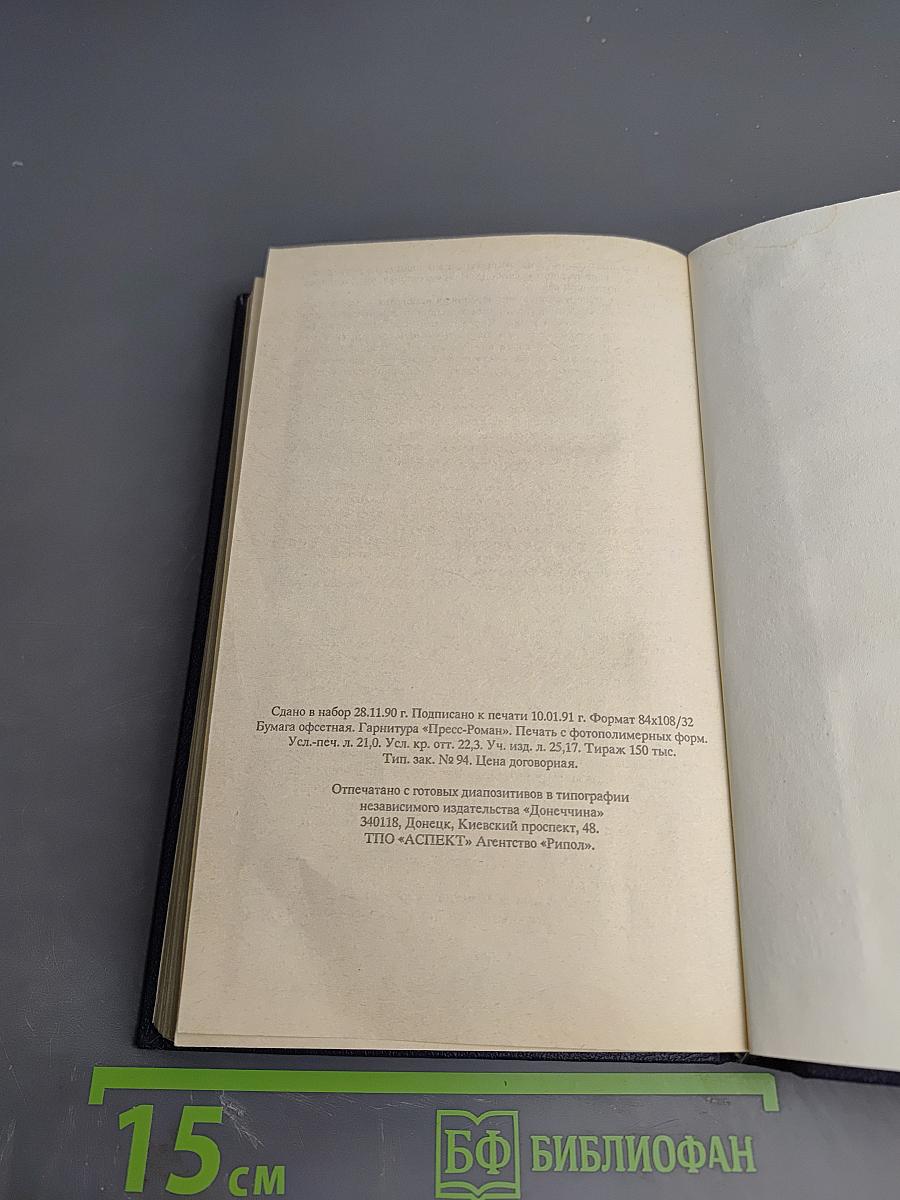 Сдано в набор 28.11.90 г. Подписано к печати 10.01.91 г. Формат 84х108/32
Бумага офсетная. Гарнитура «Пресс-Роман». Печать с фотополимерных форм.
Усл.-печ. л. 21,0. Усл. кр. отт. 22,3. Уч. изд. л. 25,17. Тираж 150 тыс.
Тип. зак. № 94. Цена договорная.
Отпечатано с готовых диапозитивов в типографии
независимого издательства «Донеччина»
340118, Донецк, Киевский проспект, 48.
ТПО «АСПЕКТ» Агентство «Рипол».
15 см
БФ БИБЛИОФАН